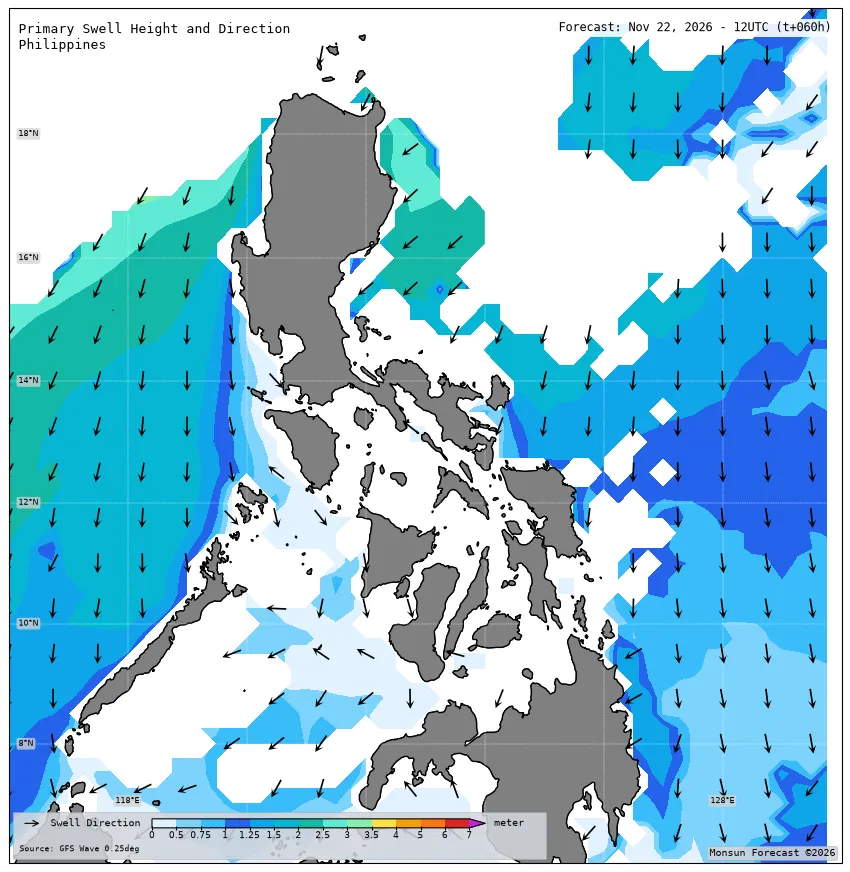 Primary Swell Height and Direction
Philippines
Forecast: Nov 22, 2026 - 12UTC (t+060h)
18°N
16°N
14°N
12°N
10°N
8°N
118°E
128°E
Swell Direction
0 0.5 0.75 1 1.25 1.5 2 2.5 3 3.5 4 5 6 7
meter
Source: GFS Wave 0.25deg
Monsun Forecast ©2026